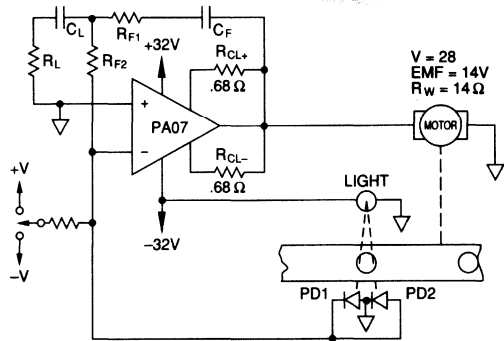 C_L
R_F1
C_F
R_L
R_F2
+32V
R_CL+
.68 Ω
V = 28
EMF = 14V
R_W = 14 Ω
+
PA07
−
MOTOR
R_CL−
.68 Ω
+V
LIGHT
−32V
−V
PD1
PD2